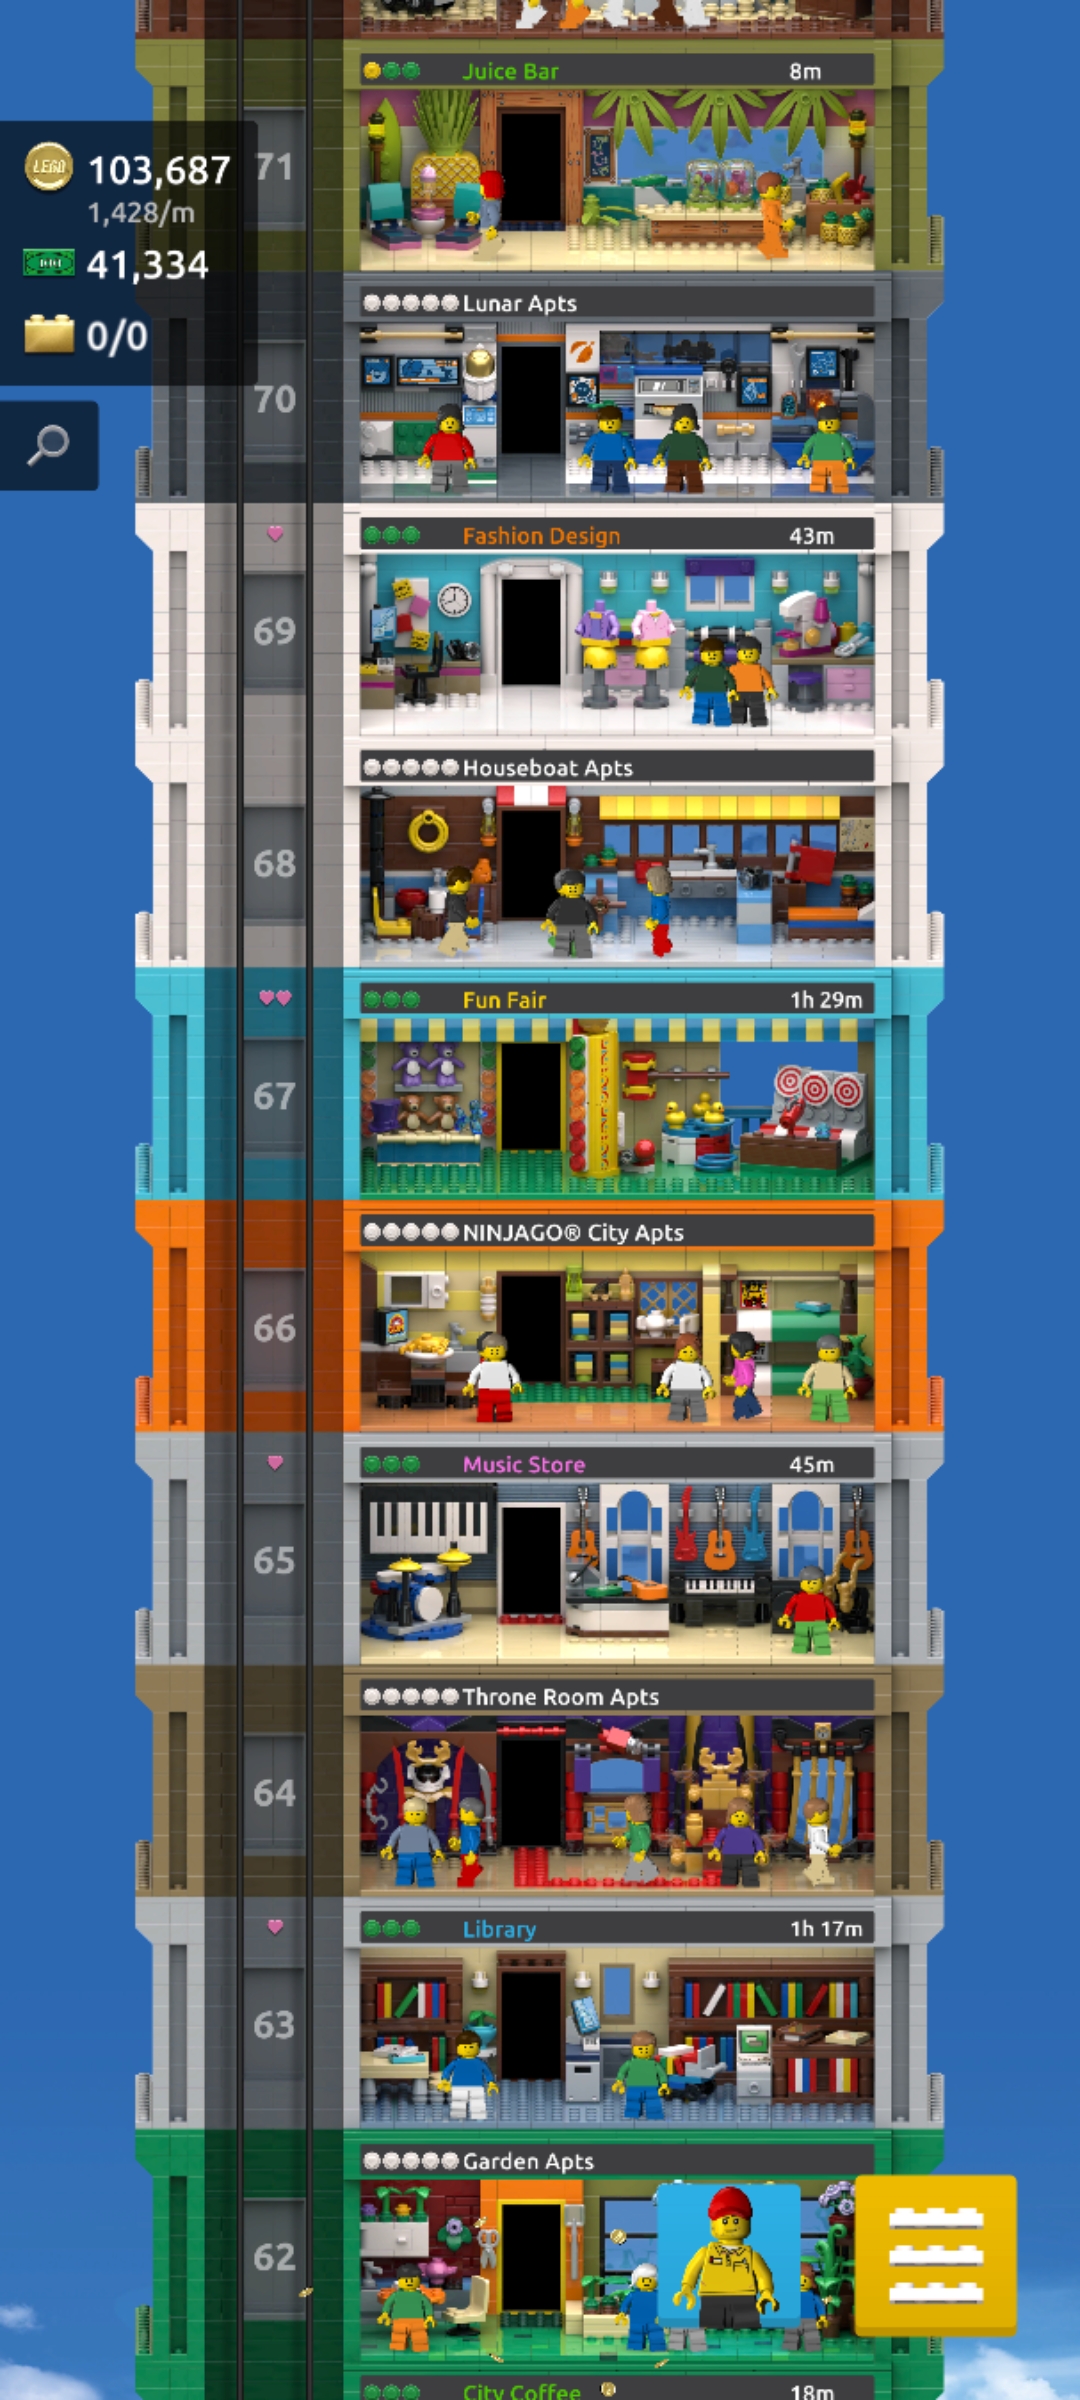 Juice Bar 8m
71
LEGO 103,687
1,428/m
41,334
0/0
Lunar Apts
70
Fashion Design 43m
69
Houseboat Apts
68
Fun Fair 1h 29m
67
NINJAGO® City Apts
66
Music Store 45m
65
Throne Room Apts
64
Library 1h 17m
63
Garden Apts
62
City Coffee 18m